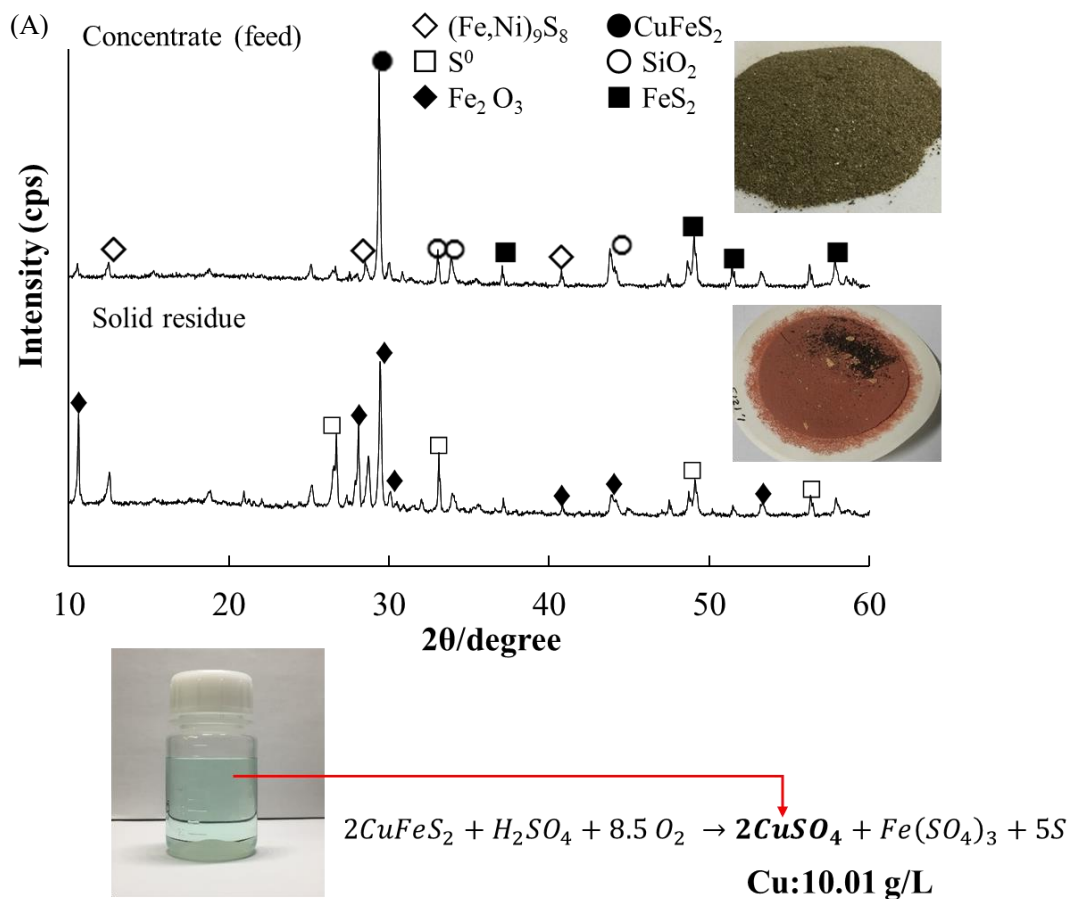 (A)
Concentrate (feed)
(Fe,Ni)₉S₈
CuFeS₂
S⁰
SiO₂
Fe₂ O₃
FeS₂
Intensity (cps)
Solid residue
10 20 30 40 50 60
2θ/degree
2CuFeS₂ + H₂SO₄ + 8.5 O₂ → 2CuSO₄ + Fe(SO₄)₃ + 5S
Cu:10.01 g/L